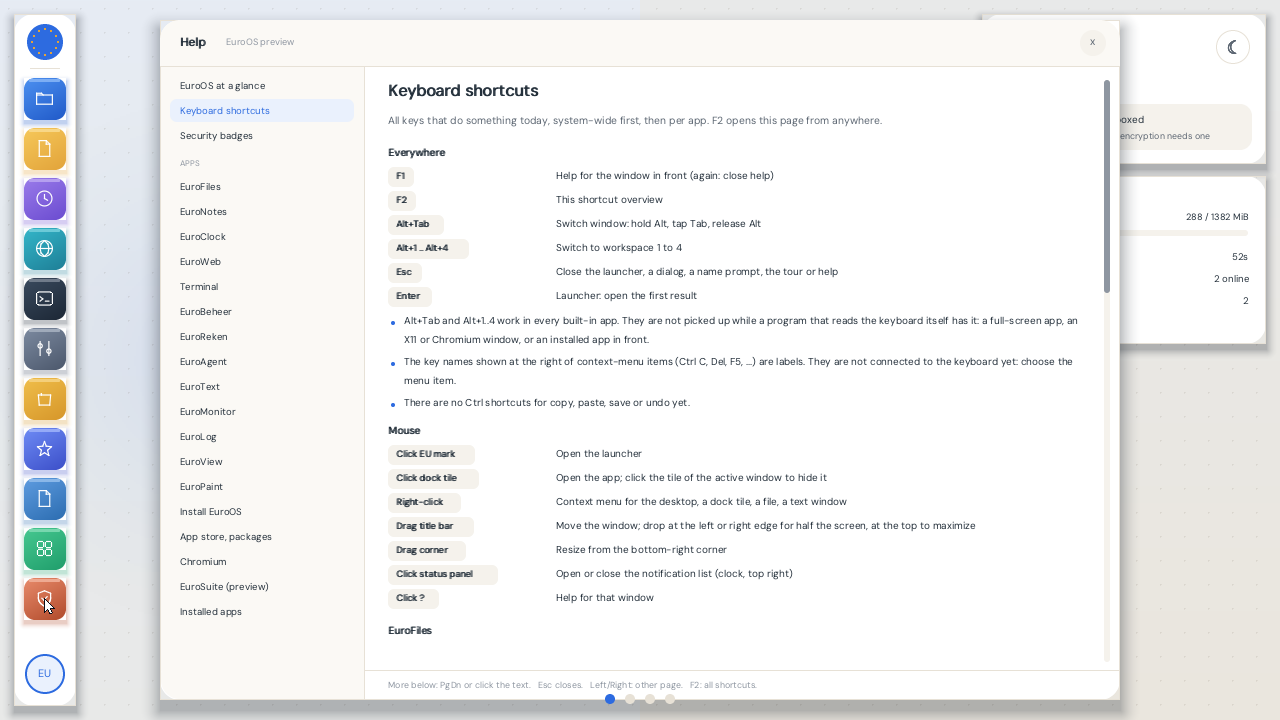 Help
EuroOS preview
x
EuroOS at a glance
Keyboard shortcuts
Security badges
APPS
EuroFiles
EuroNotes
EuroClock
EuroWeb
Terminal
EuroBeheer
EuroReken
EuroAgent
EuroText
EuroMonitor
EuroLog
EuroView
EuroPaint
Install EuroOS
App store, packages
Chromium
EuroSuite (preview)
Installed apps
EU
Keyboard shortcuts
All keys that do something today, system-wide first, then per app. F2 opens this page from anywhere.
Everywhere
F1 Help for the window in front (again: close help)
F2 This shortcut overview
Alt+Tab Switch window: hold Alt, tap Tab, release Alt
Alt+1 .. Alt+4 Switch to workspace 1 to 4
Esc Close the launcher, a dialog, a name prompt, the tour or help
Enter Launcher: open the first result
Alt+Tab and Alt+1..4 work in every built-in app. They are not picked up while a program that reads the keyboard itself has it: a full-screen app, an
X11 or Chromium window, or an installed app in front.
The key names shown at the right of context-menu items (Ctrl C, Del, F5, ...) are labels. They are not connected to the keyboard yet: choose the
menu item.
There are no Ctrl shortcuts for copy, paste, save or undo yet.
Mouse
Click EU mark Open the launcher
Click dock tile Open the app; click the tile of the active window to hide it
Right-click Context menu for the desktop, a dock tile, a file, a text window
Drag title bar Move the window; drop at the left or right edge for half the screen, at the top to maximize
Drag corner Resize from the bottom-right corner
Click status panel Open or close the notification list (clock, top right)
Click ? Help for that window
EuroFiles
More below: PgDn or click the text. Esc closes. Left/Right: other page. F2: all shortcuts.
oxed
encryption needs one
288 / 1382 MiB
52s
2 online
2